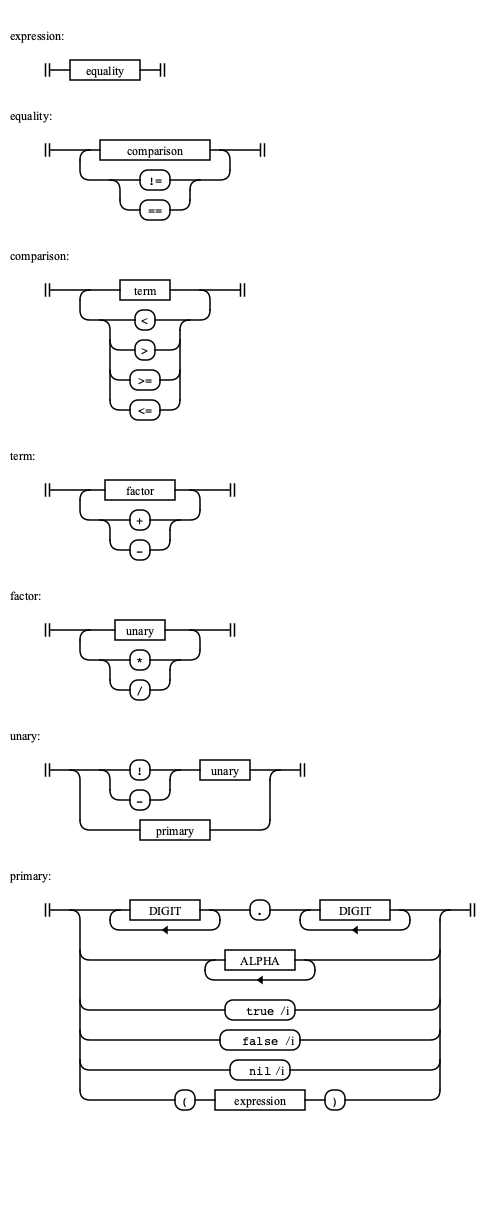 expression:
equality
equality:
comparison
!=
==
comparison:
term
<
>
>=
<=
term:
factor
+
-
factor:
unary
*
/
unary:
! unary
-
primary
primary:
DIGIT . DIGIT
ALPHA
true /i
false /i
nil /i
( expression )